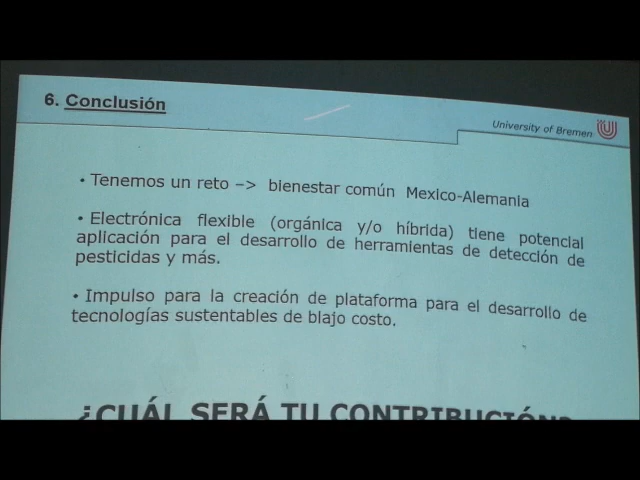 6. Conclusión
University of Bremen
• Tenemos un reto –> bienestar común Mexico-Alemania
• Electrónica flexible (orgánica y/o híbrida) tiene potencial
aplicación para el desarrollo de herramientas de detección de
pesticidas y más.
• Impulso para la creación de plataforma para el desarrollo de
tecnologías sustentables de blajo costo.
¿CUÁL SERÁ TU CONTRIBUCIÓN?